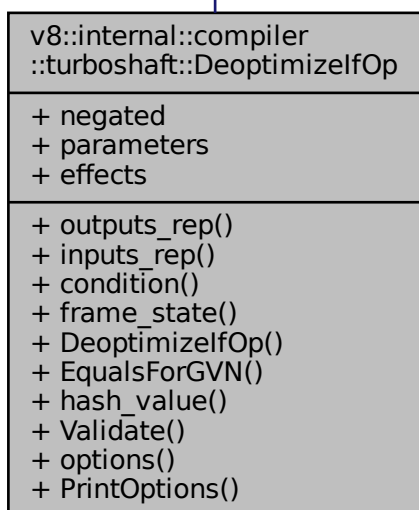 v8::internal::compiler
::turboshaft::DeoptimizeIfOp
+ negated
+ parameters
+ effects
+ outputs_rep()
+ inputs_rep()
+ condition()
+ frame_state()
+ DeoptimizeIfOp()
+ EqualsForGVN()
+ hash_value()
+ Validate()
+ options()
+ PrintOptions()